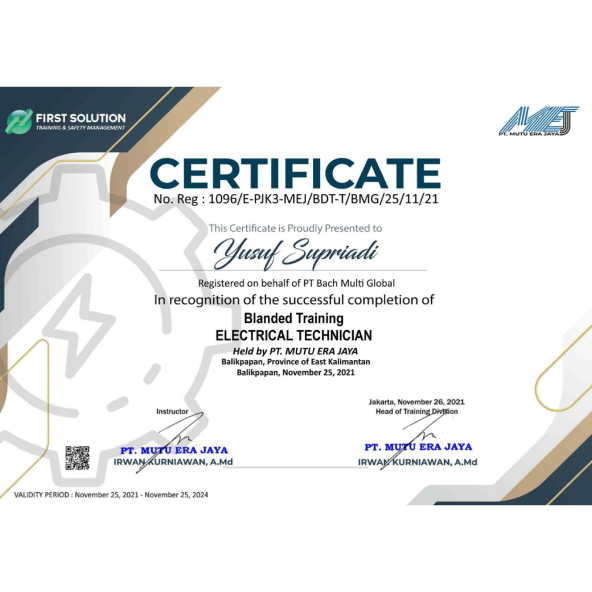 FIRST SOLUTION
TRAINING & SAFETY MANAGEMENT
MEJ
PT. MUTU ERA JAYA
CERTIFICATE
No. Reg : 1096/E-PJK3-MEJ/BDT-T/BMG/25/11/21
This Certificate is Proudly Presented to
Yusuf Supriadi
Registered on behalf of PT Bach Multi Global
In recognition of the successful completion of
Blanded Training
ELECTRICAL TECHNICIAN
Held by PT. MUTU ERA JAYA
Balikpapan, Province of East Kalimantan
Balikpapan, November 25, 2021
Instructor
PT. MUTU ERA JAYA
IRWAN KURNIAWAN, A.Md
Jakarta, November 26, 2021
Head of Training Division
PT. MUTU ERA JAYA
IRWAN KURNIAWAN, A.Md
VALIDITY PERIOD : November 25, 2021 - November 25, 2024